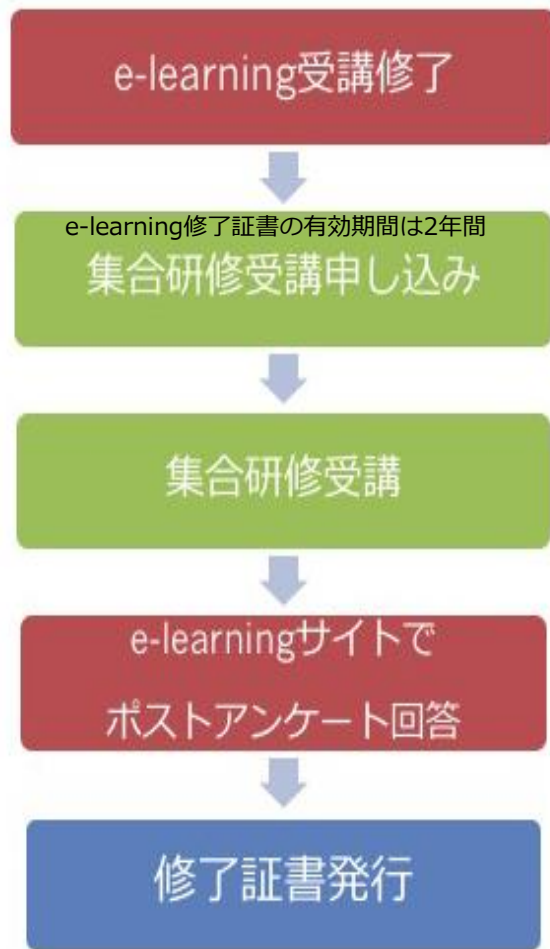 e-learning受講修了
e-learning修了証書の有効期間は2年間
集合研修受講申し込み
集合研修受講
e-learningサイトで
ポストアンケート回答
修了証書発行